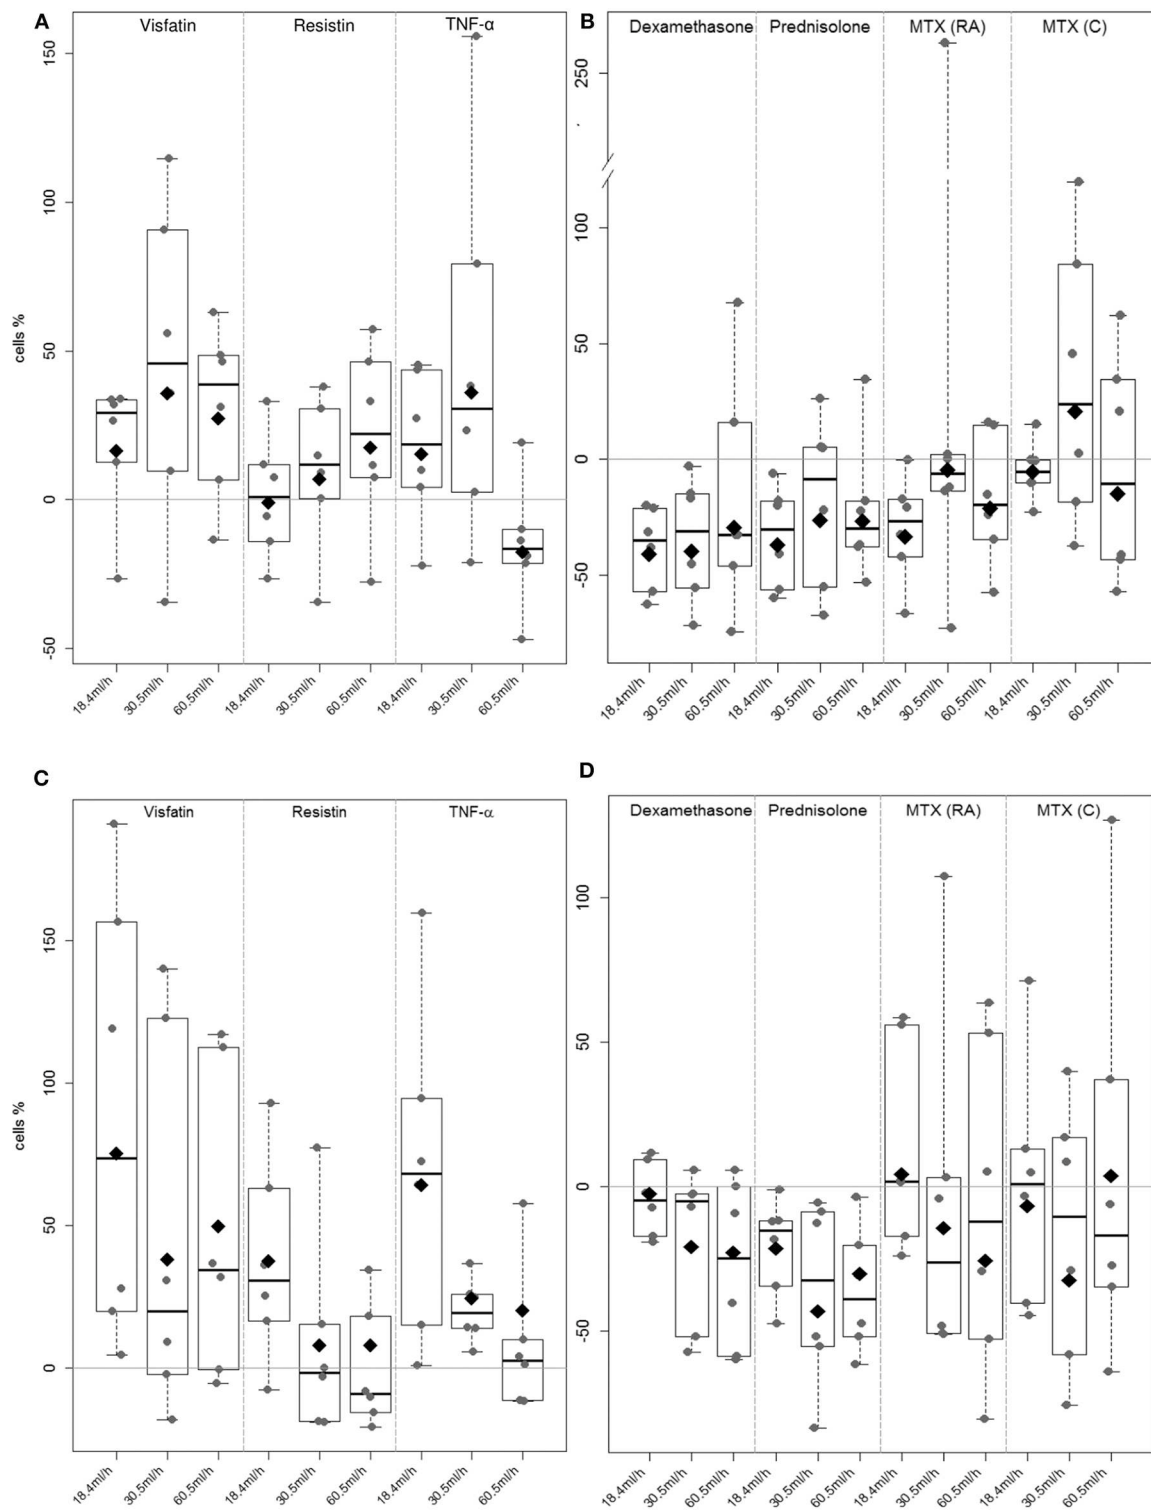 A
Visfatin Resistin TNF-α
cells %
150
100
50
0
-50
18.4ml/h 30.5ml/h 60.5ml/h 18.4ml/h 30.5ml/h 60.5ml/h 18.4ml/h 30.5ml/h 60.5ml/h
B
Dexamethasone Prednisolone MTX (RA) MTX (C)
250
100
50
0
-50
18.4ml/h 30.5ml/h 60.5ml/h 18.4ml/h 30.5ml/h 60.5ml/h 18.4ml/h 30.5ml/h 60.5ml/h 18.4ml/h 30.5ml/h 60.5ml/h
C
Visfatin Resistin TNF-α
cells %
150
100
50
0
18.4ml/h 30.5ml/h 60.5ml/h 18.4ml/h 30.5ml/h 60.5ml/h 18.4ml/h 30.5ml/h 60.5ml/h
D
Dexamethasone Prednisolone MTX (RA) MTX (C)
100
50
0
-50
18.4ml/h 30.5ml/h 60.5ml/h 18.4ml/h 30.5ml/h 60.5ml/h 18.4ml/h 30.5ml/h 60.5ml/h 18.4ml/h 30.5ml/h 60.5ml/h